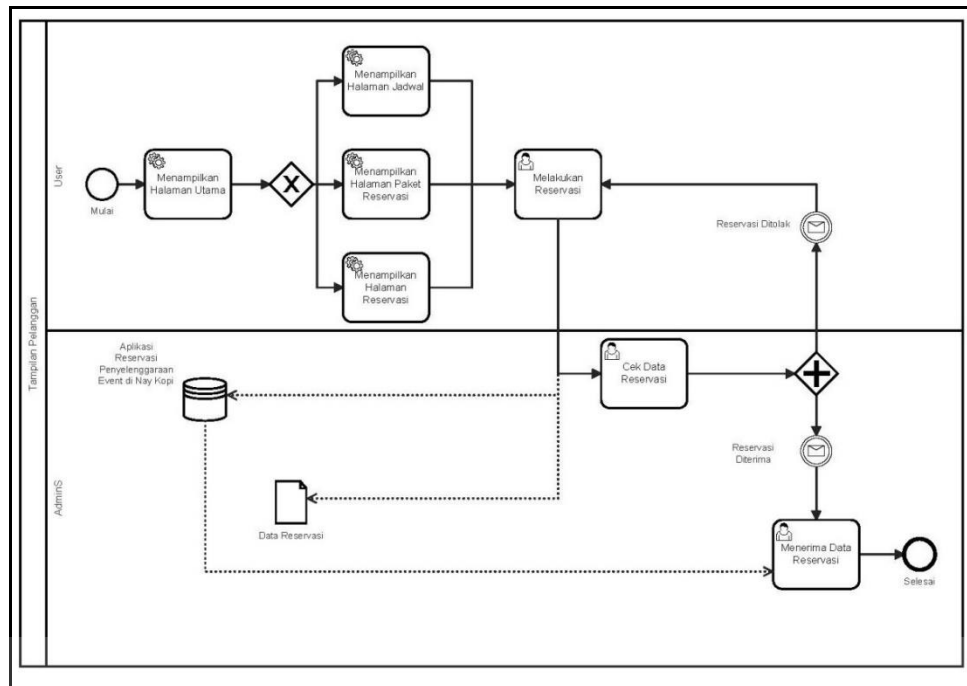 Tampilan Pelanggan
User
Mulai
Menampilkan
Halaman Utama
X
Menampilkan
Halaman Jadwal
Menampilkan
Halaman Paket
Reservasi
Menampilkan
Halaman
Reservasi
Melakukan
Reservasi
Reservasi Ditolak
AdminS
Aplikasi
Reservasi
Penyelenggaraan
Event di Nay Kopi
Data Reservasi
Cek Data
Reservasi
Reservasi
Diterima
Menerima Data
Reservasi
Selesai